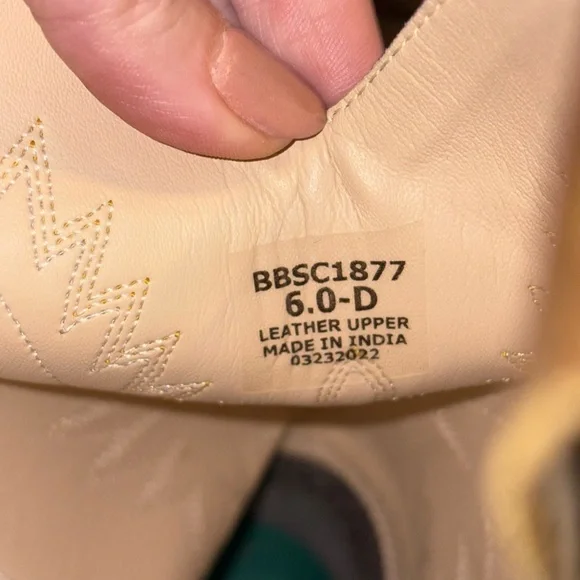 BBSC1877
6.0-D
LEATHER UPPER
MADE IN INDIA
03232022